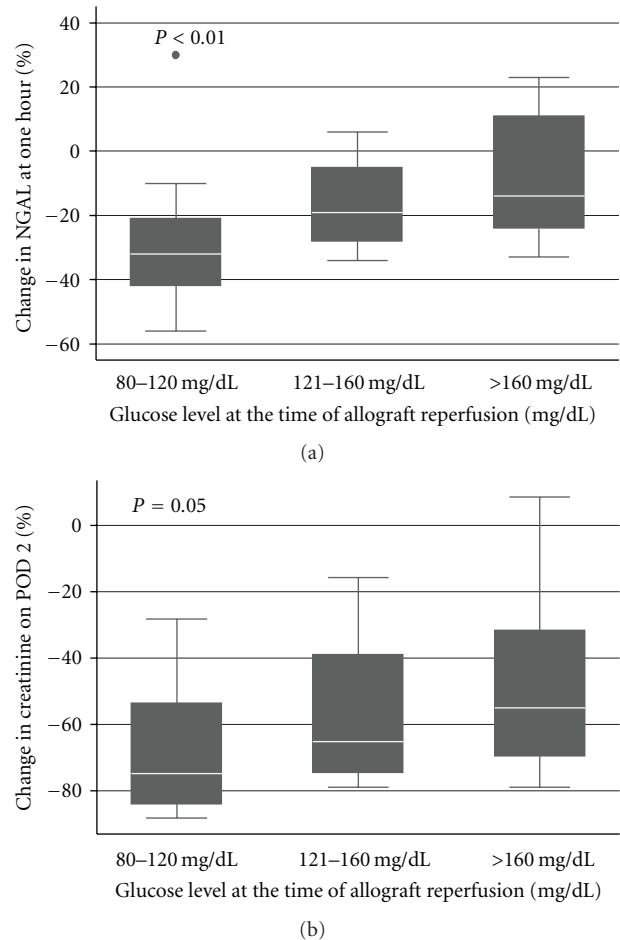 40
20
0
−20
−40
−60
Change in NGAL at one hour (%)
P < 0.01
80–120 mg/dL 121–160 mg/dL >160 mg/dL
Glucose level at the time of allograft reperfusion (mg/dL)
(a)
0
−20
−40
−60
−80
Change in creatinine on POD 2 (%)
P = 0.05
80–120 mg/dL 121–160 mg/dL >160 mg/dL
Glucose level at the time of allograft reperfusion (mg/dL)
(b)